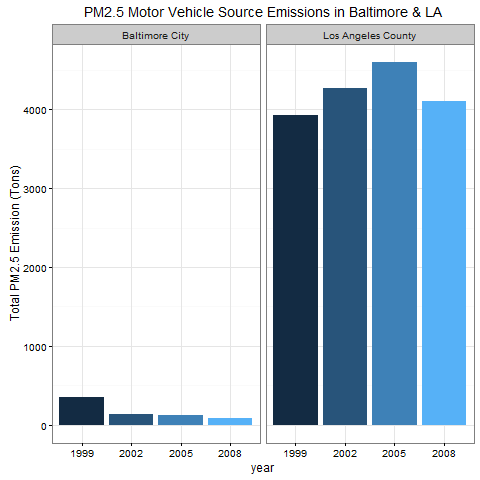 PM2.5 Motor Vehicle Source Emissions in Baltimore & LA
Baltimore City
Los Angeles County
Total PM2.5 Emission (Tons)
4000
3000
2000
1000
0
1999 2002 2005 2008
1999 2002 2005 2008
year